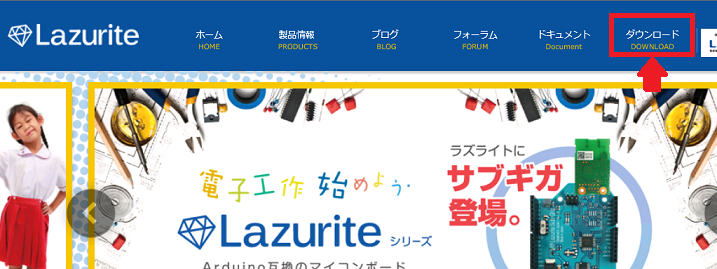 Lazurite
ホーム
HOME
製品情報
PRODUCTS
ブログ
BLOG
フォーラム
FORUM
ドキュメント
Document
ダウンロード
DOWNLOAD
電子工作 始めよう・
Lazurite シリーズ
Arduino互換のマイコンボード
ラズライトに
サブギガ
登場。